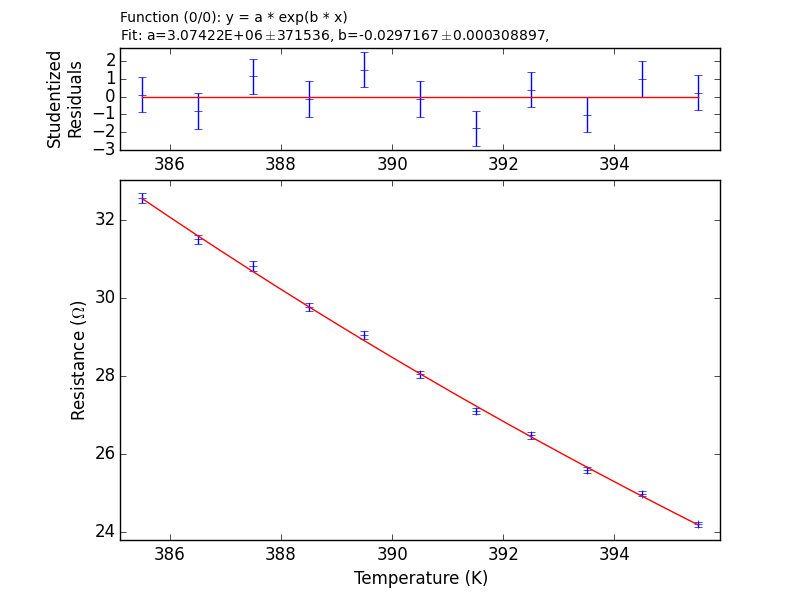 Function (0/0): y = a * exp(b * x)
Fit: a=3.07422E+06±371536, b=-0.0297167±0.000308897,
Studentized
Residuals
2
1
0
−1
−2
−3
386 388 390 392 394
Resistance (Ω)
32
30
28
26
24
386 388 390 392 394
Temperature (K)